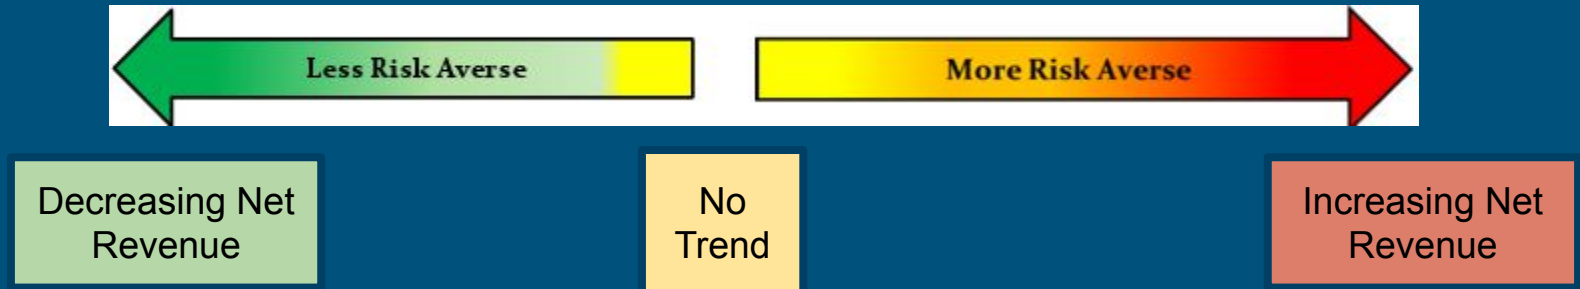 Less Risk Averse
More Risk Averse
Decreasing Net
Revenue
No
Trend
Increasing Net
Revenue